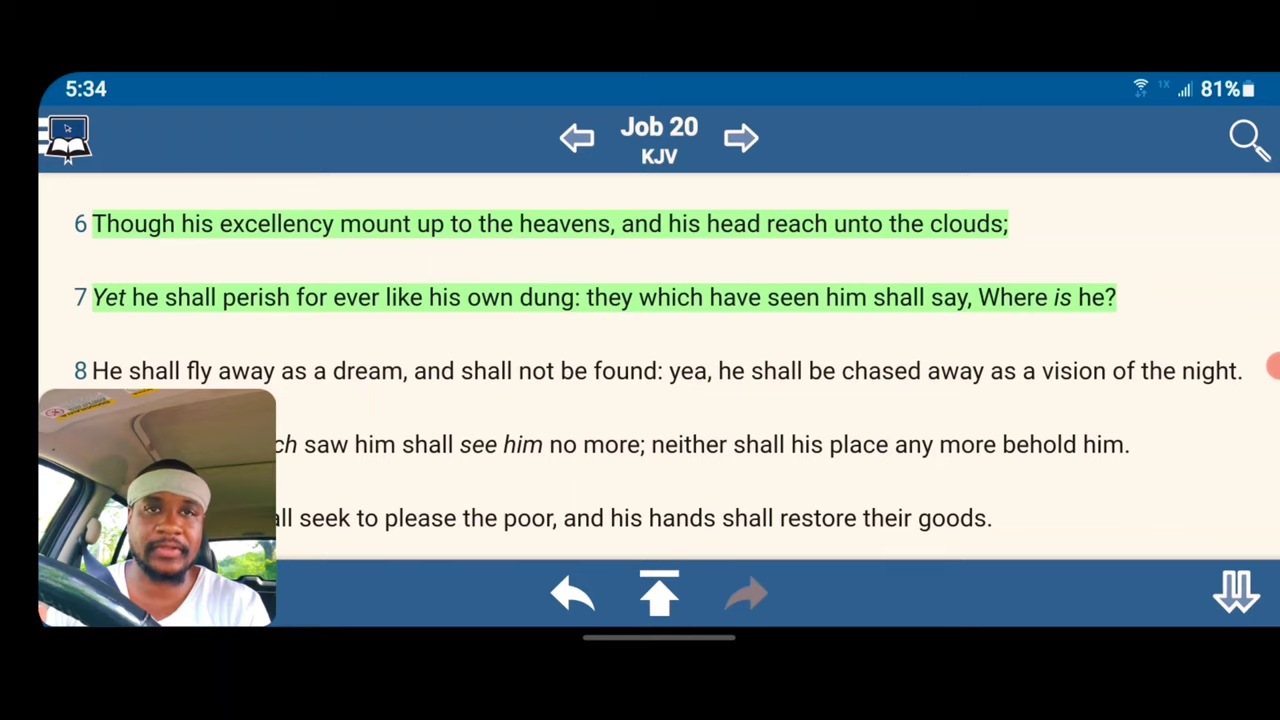 5:34
1X
81%
Job 20
KJV
6 Though his excellency mount up to the heavens, and his head reach unto the clouds;
7 Yet he shall perish for ever like his own dung: they which have seen him shall say, Where is he?
8 He shall fly away as a dream, and shall not be found: yea, he shall be chased away as a vision of the night.
saw him shall see him no more; neither shall his place any more behold him.
seek to please the poor, and his hands shall restore their goods.